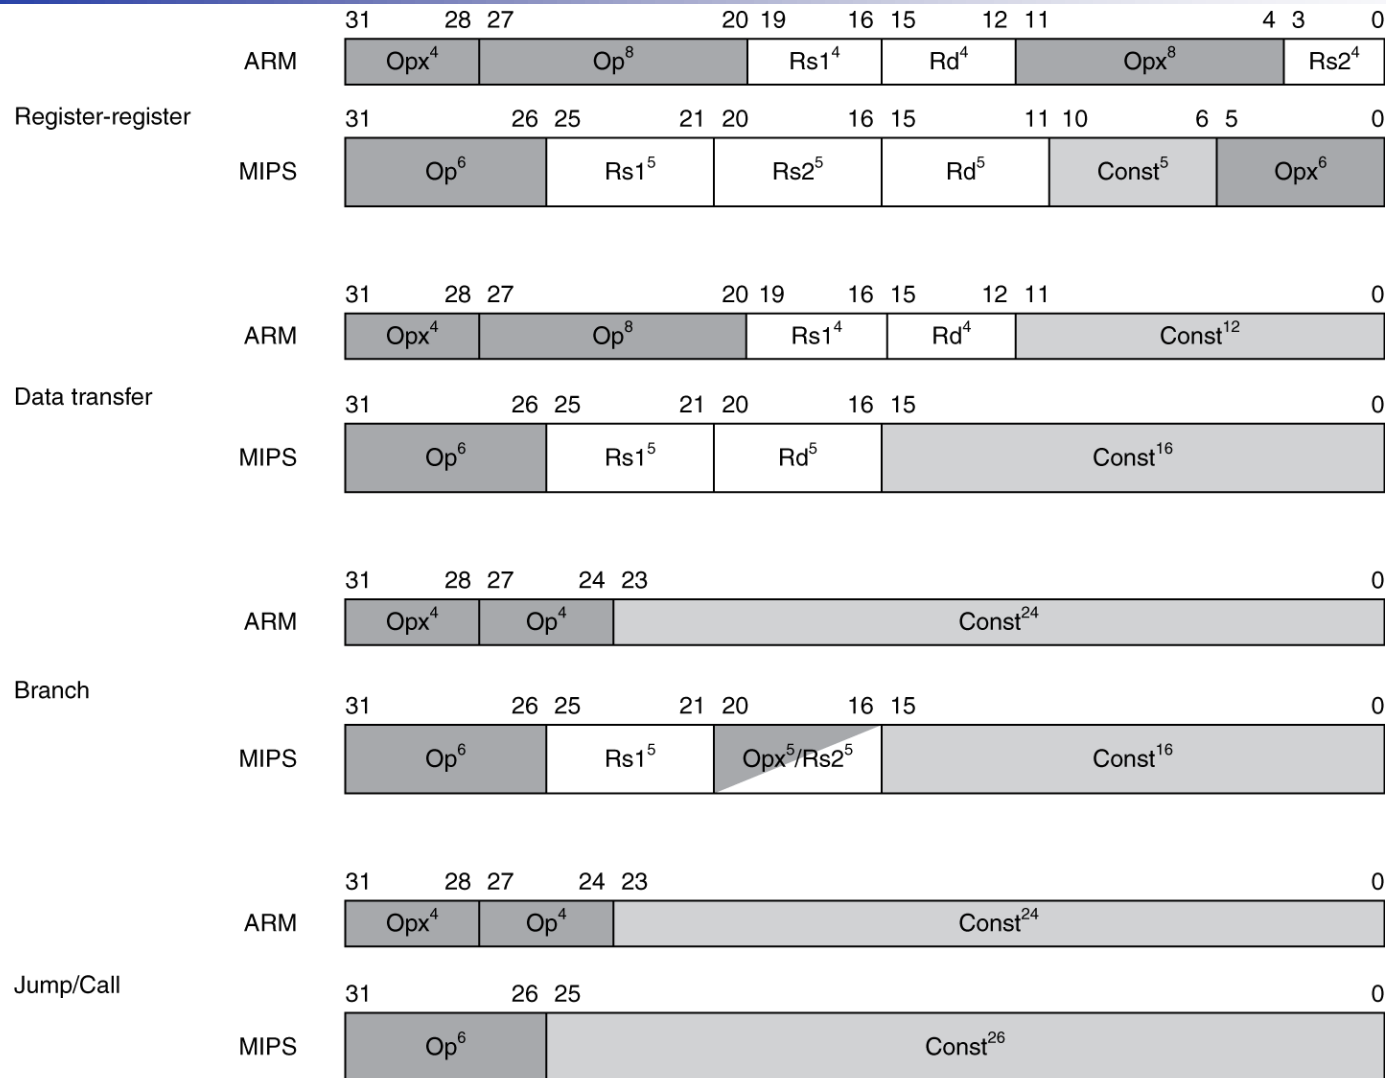 31 28 27 20 19 16 15 12 11 4 3 0
ARM Opx⁴ Op⁸ Rs1⁴ Rd⁴ Opx⁸ Rs2⁴
Register-register
31 26 25 21 20 16 15 11 10 6 5 0
MIPS Op⁶ Rs1⁵ Rs2⁵ Rd⁵ Const⁵ Opx⁶
31 28 27 20 19 16 15 12 11 0
ARM Opx⁴ Op⁸ Rs1⁴ Rd⁴ Const¹²
Data transfer
31 26 25 21 20 16 15 0
MIPS Op⁶ Rs1⁵ Rd⁵ Const¹⁶
31 28 27 24 23 0
ARM Opx⁴ Op⁴ Const²⁴
Branch
31 26 25 21 20 16 15 0
MIPS Op⁶ Rs1⁵ Opx⁵/Rs2⁵ Const¹⁶
31 28 27 24 23 0
ARM Opx⁴ Op⁴ Const²⁴
Jump/Call
31 26 25 0
MIPS Op⁶ Const²⁶